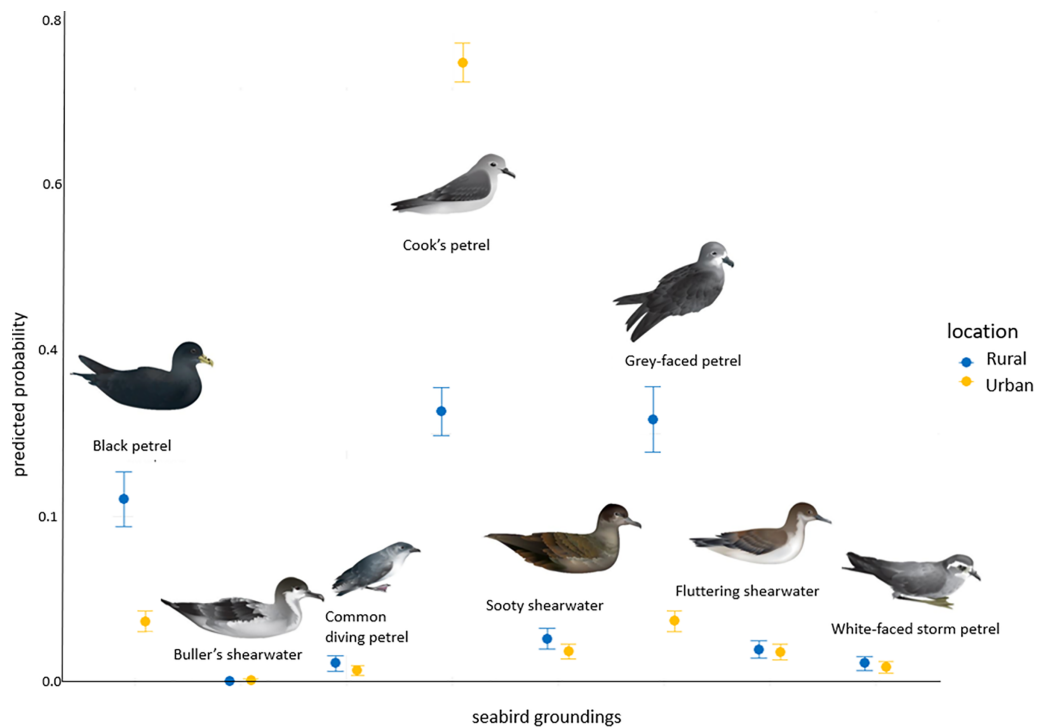 0.8
0.6
0.4
0.1
0.0
predicted probability
Cook's petrel
Grey-faced petrel
Black petrel
location
Rural
Urban
Sooty shearwater
Fluttering shearwater
Common
diving petrel
White-faced storm petrel
Buller's shearwater
seabird groundings